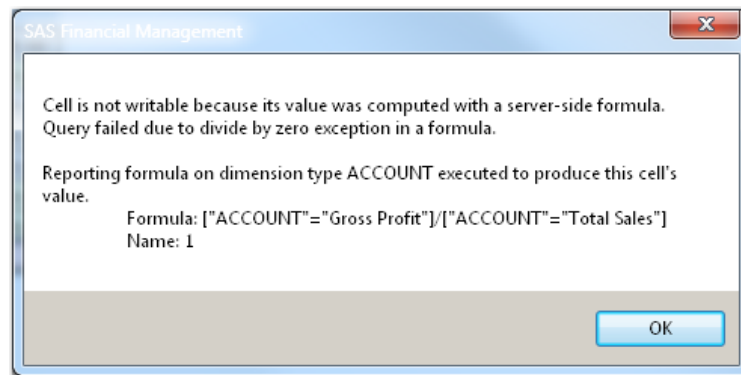 SAS Financial Management
Cell is not writable because its value was computed with a server-side formula.
Query failed due to divide by zero exception in a formula.
Reporting formula on dimension type ACCOUNT executed to produce this cell's
value.
Formula: ["ACCOUNT"="Gross Profit"]/["ACCOUNT"="Total Sales"]
Name: 1
OK